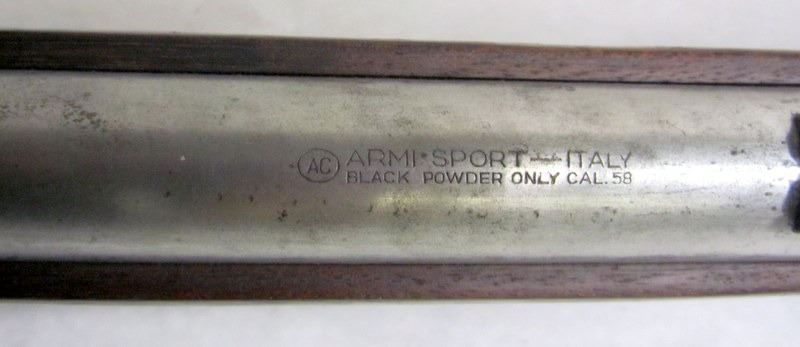 AC ARMI·SPORT—ITALY
BLACK POWDER ONLY CAL. 58